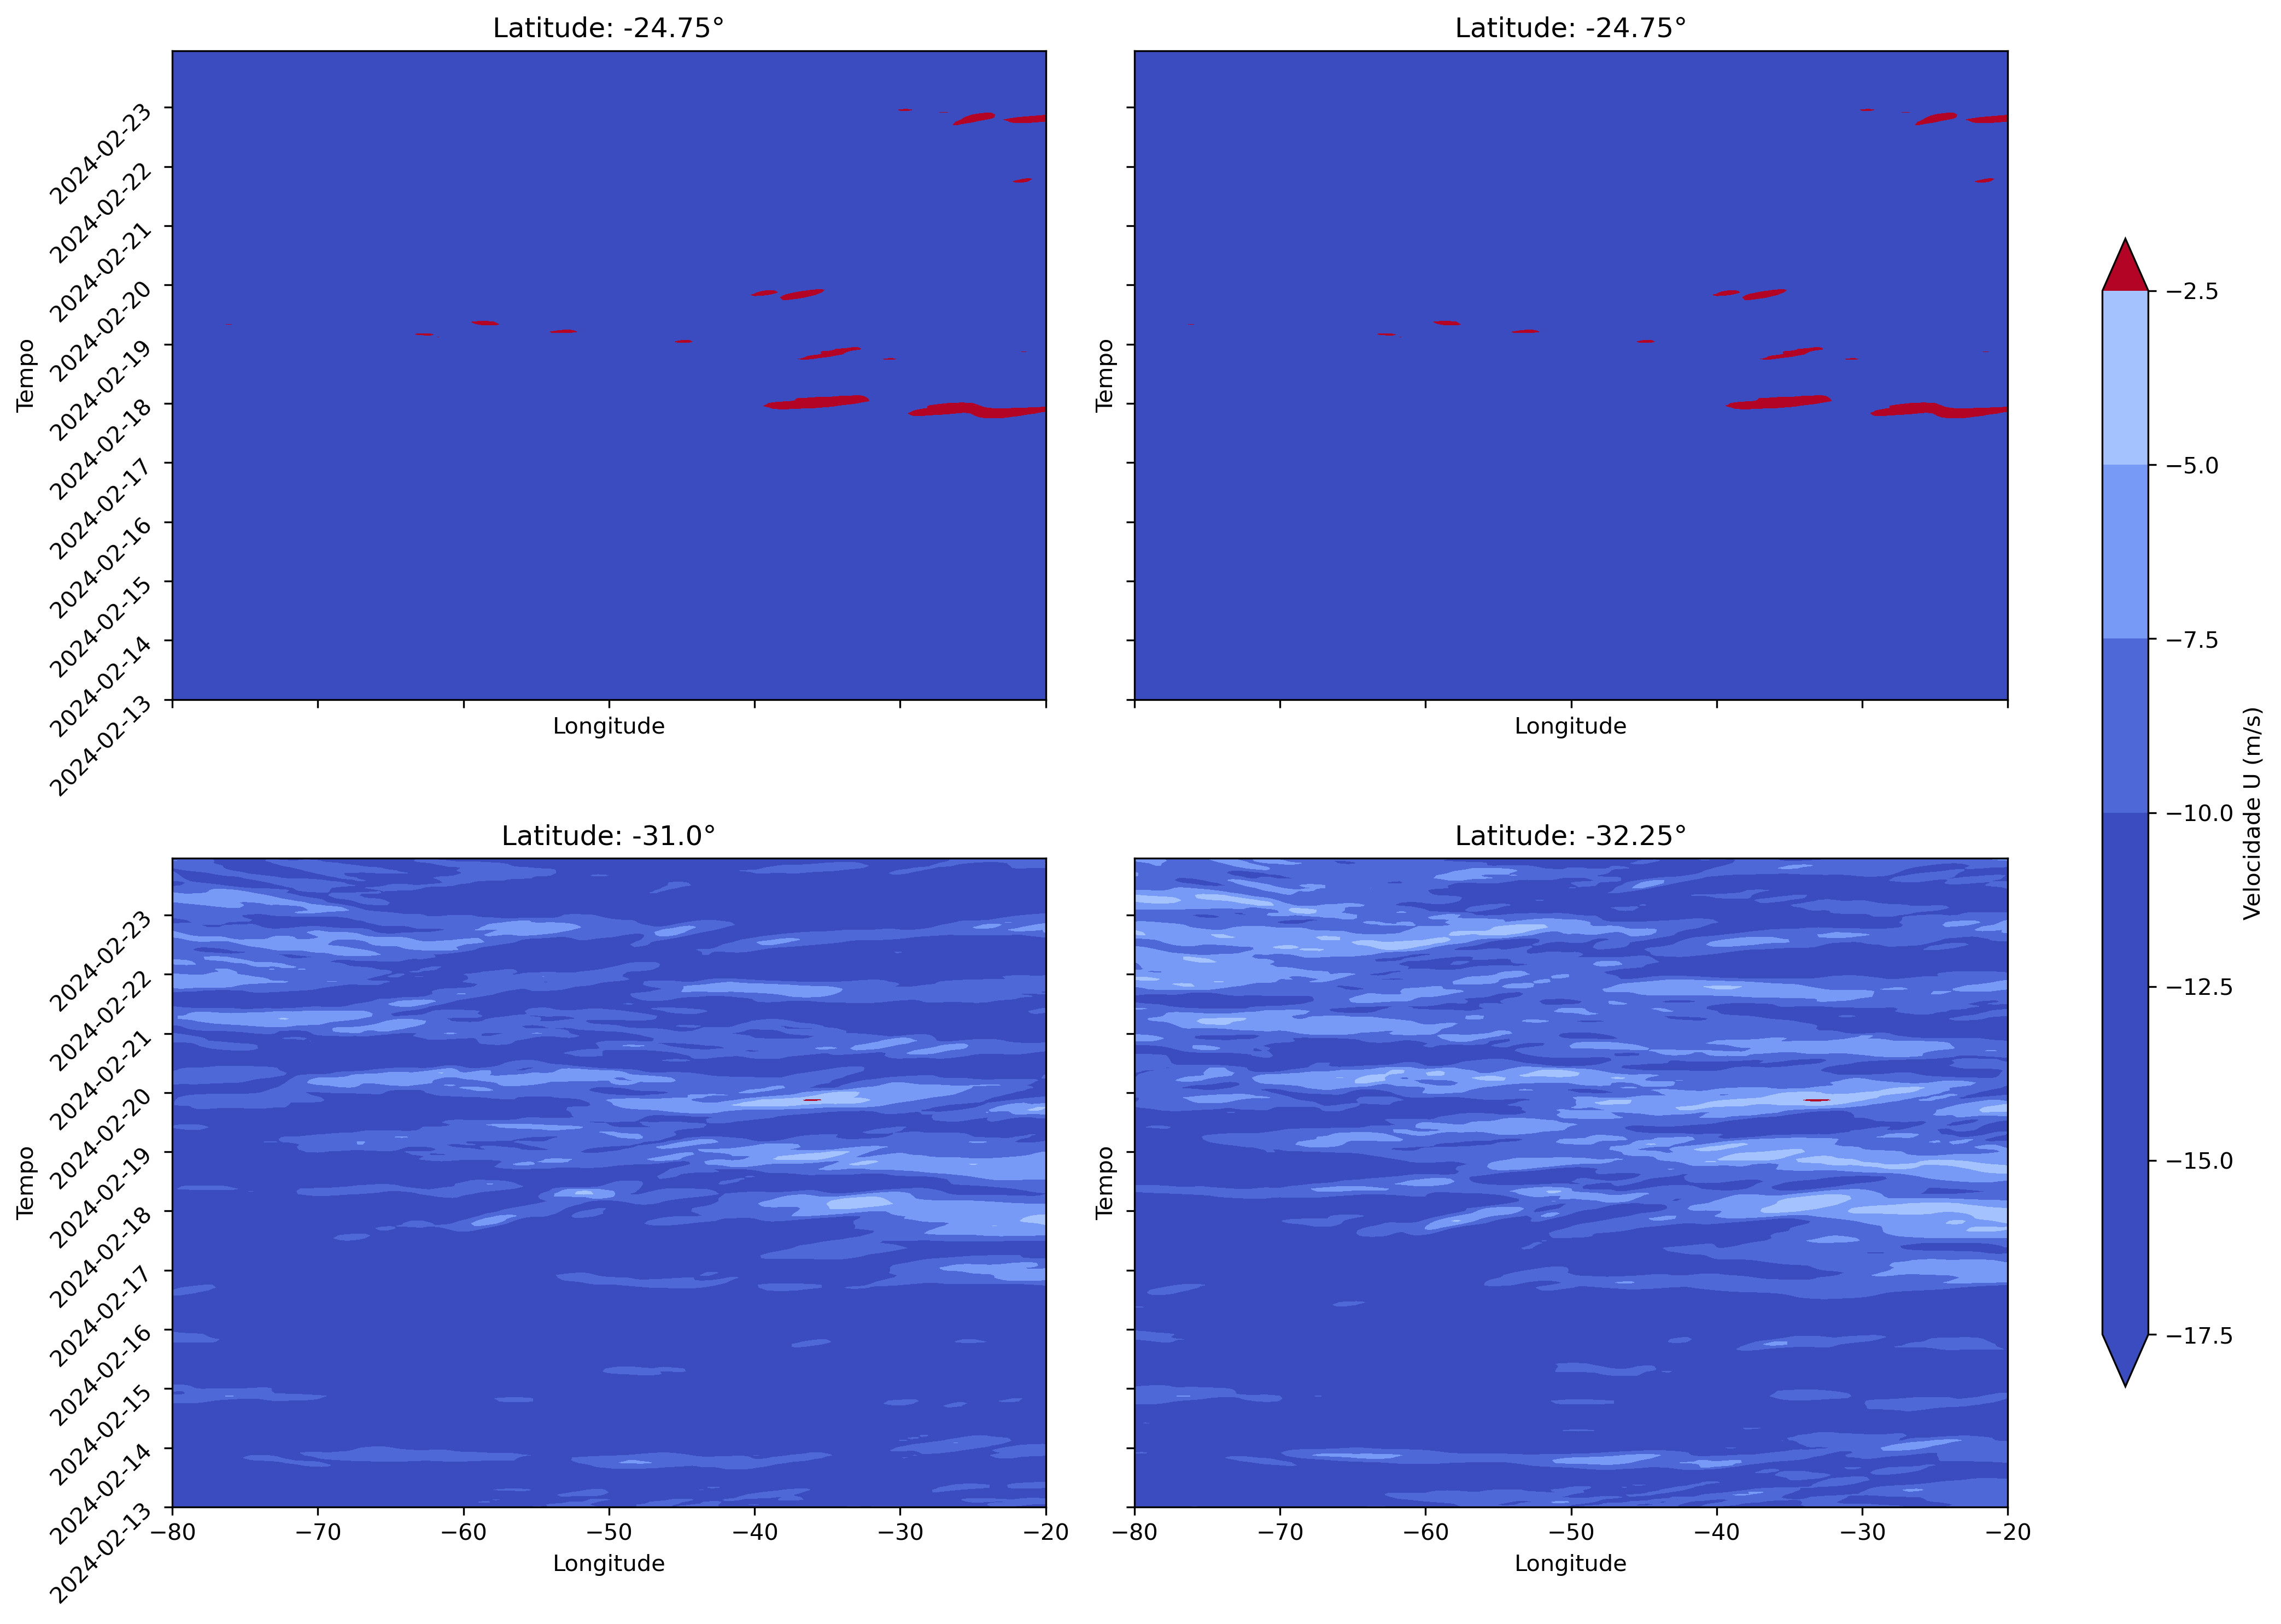 Latitude: -24.75°
Latitude: -24.75°
2024-02-23
2024-02-22
2024-02-21
2024-02-20
2024-02-19
2024-02-18
2024-02-17
2024-02-16
2024-02-15
2024-02-14
2024-02-13
Tempo
Longitude
Tempo
Longitude
Latitude: -31.0°
Latitude: -32.25°
2024-02-23
2024-02-22
2024-02-21
2024-02-20
2024-02-19
2024-02-18
2024-02-17
2024-02-16
2024-02-15
2024-02-14
2024-02-13
Tempo
−80 −70 −60 −50 −40 −30 −20
Longitude
Tempo
−80 −70 −60 −50 −40 −30 −20
Longitude
−2.5
−5.0
−7.5
−10.0
−12.5
−15.0
−17.5
Velocidade U (m/s)